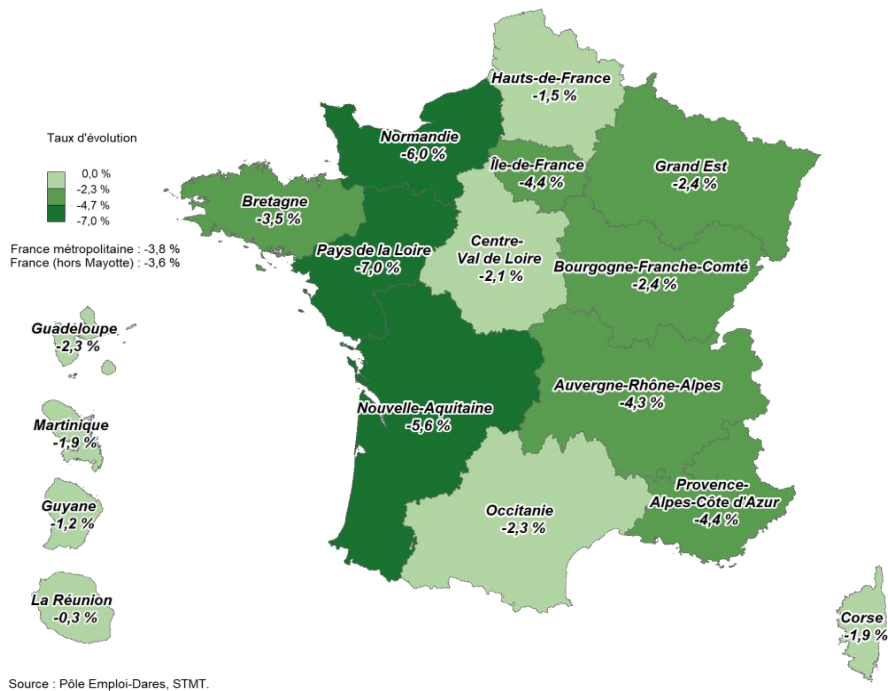 Taux d'évolution
0,0 %
-2,3 %
-4,7 %
-7,0 %
France métropolitaine : -3,8 %
France (hors Mayotte) : -3,6 %
Hauts-de-France
-1,5 %
Normandie
-6,0 %
Île-de-France
-4,4 %
Grand Est
-2,4 %
Bretagne
-3,5 %
Pays de la Loire
-7,0 %
Centre-
Val de Loire
-2,1 %
Bourgogne-Franche-Comté
-2,4 %
Guadeloupe
-2,3 %
Auvergne-Rhône-Alpes
-4,3 %
Nouvelle-Aquitaine
-5,6 %
Martinique
-1,9 %
Provence-
Alpes-Côte d'Azur
-4,4 %
Guyane
-1,2 %
Occitanie
-2,3 %
La Réunion
-0,3 %
Corse
-1,9 %
Source : Pôle Emploi-Dares, STMT.